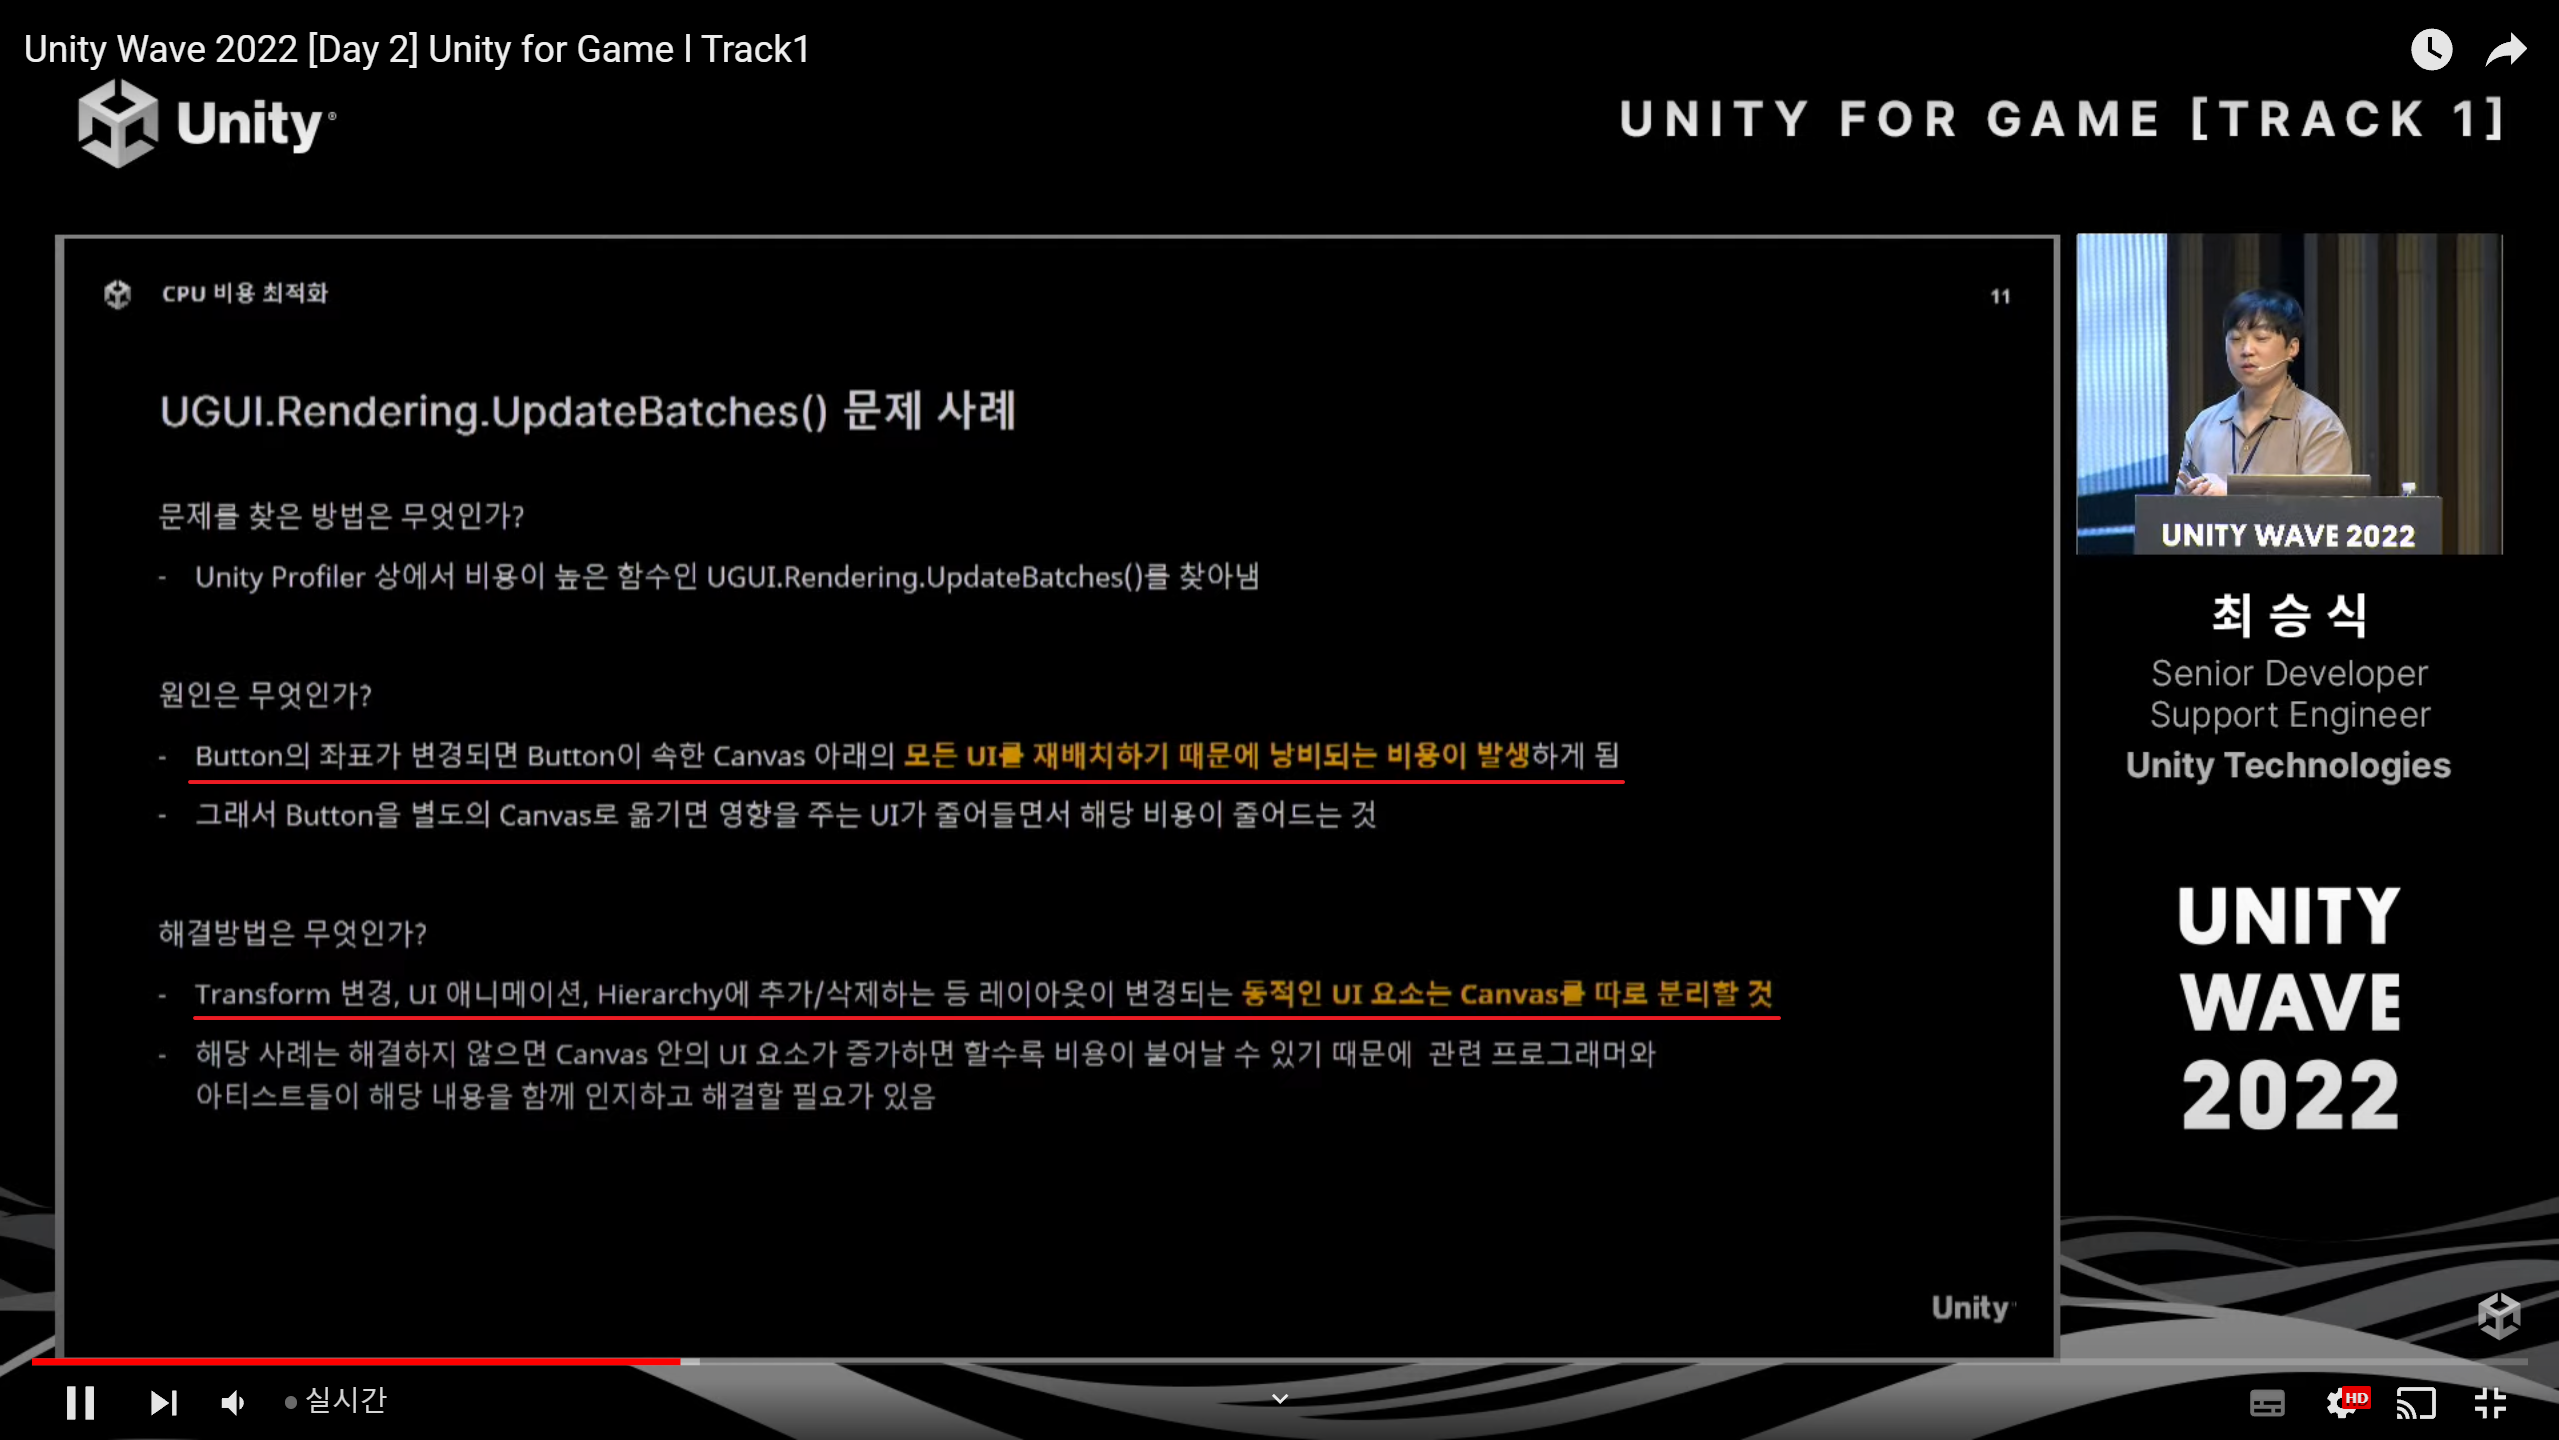 Unity Wave 2022 [Day 2] Unity for Game l Track1
Unity
UNITY FOR GAME [TRACK 1]
CPU 비용 최적화
11
UGUI.Rendering.UpdateBatches() 문제 사례
문제를 찾은 방법은 무엇인가?
- Unity Profiler 상에서 비용이 높은 함수인 UGUI.Rendering.UpdateBatches()를 찾아냄
원인은 무엇인가?
- Button의 좌표가 변경되면 Button이 속한 Canvas 아래의 모든 UI를 재배치하기 때문에 낭비되는 비용이 발생하게 됨
- 그래서 Button을 별도의 Canvas로 옮기면 영향을 주는 UI가 줄어들면서 해당 비용이 줄어드는 것
해결방법은 무엇인가?
- Transform 변경, UI 애니메이션, Hierarchy에 추가/삭제하는 등 레이아웃이 변경되는 동적인 UI 요소는 Canvas를 따로 분리할 것
- 해당 사례는 해결하지 않으면 Canvas 안의 UI 요소가 증가하면 할수록 비용이 불어날 수 있기 때문에 관련 프로그래머와
아티스트들이 해당 내용을 함께 인지하고 해결할 필요가 있음
Unity
UNITY WAVE 2022
최승식
Senior Developer
Support Engineer
Unity Technologies
UNITY
WAVE
2022
실시간
HD